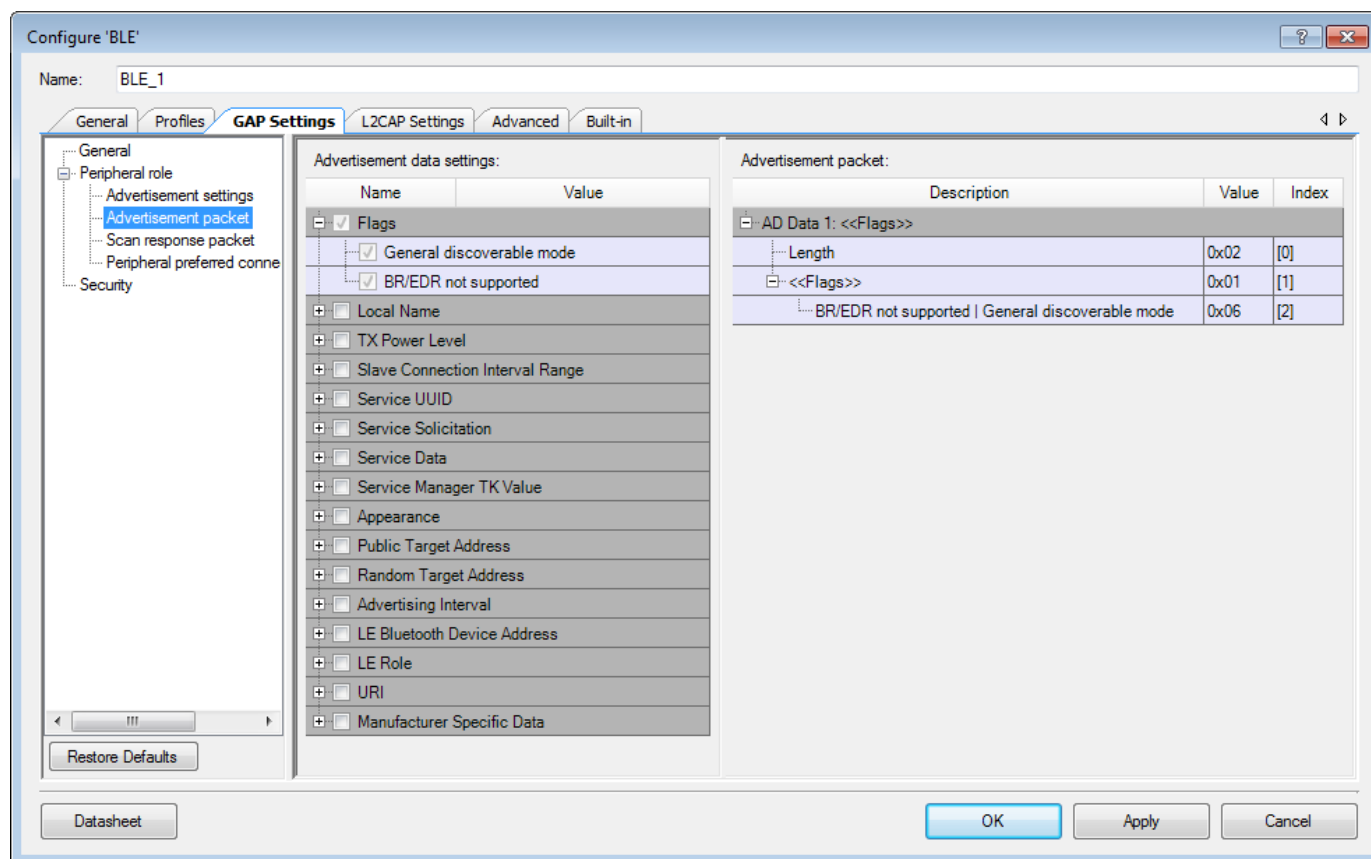 Configure 'BLE'
Name: BLE_1
General Profiles GAP Settings L2CAP Settings Advanced Built-in
General
Peripheral role
Advertisement settings
Advertisement packet
Scan response packet
Peripheral preferred conne
Security
Restore Defaults
Advertisement data settings:
Name Value
Flags
General discoverable mode
BR/EDR not supported
Local Name
TX Power Level
Slave Connection Interval Range
Service UUID
Service Solicitation
Service Data
Service Manager TK Value
Appearance
Public Target Address
Random Target Address
Advertising Interval
LE Bluetooth Device Address
LE Role
URI
Manufacturer Specific Data
Advertisement packet:
Description Value Index
AD Data 1: <<Flags>>
Length 0x02 [0]
<<Flags>> 0x01 [1]
BR/EDR not supported | General discoverable mode 0x06 [2]
Datasheet OK Apply Cancel